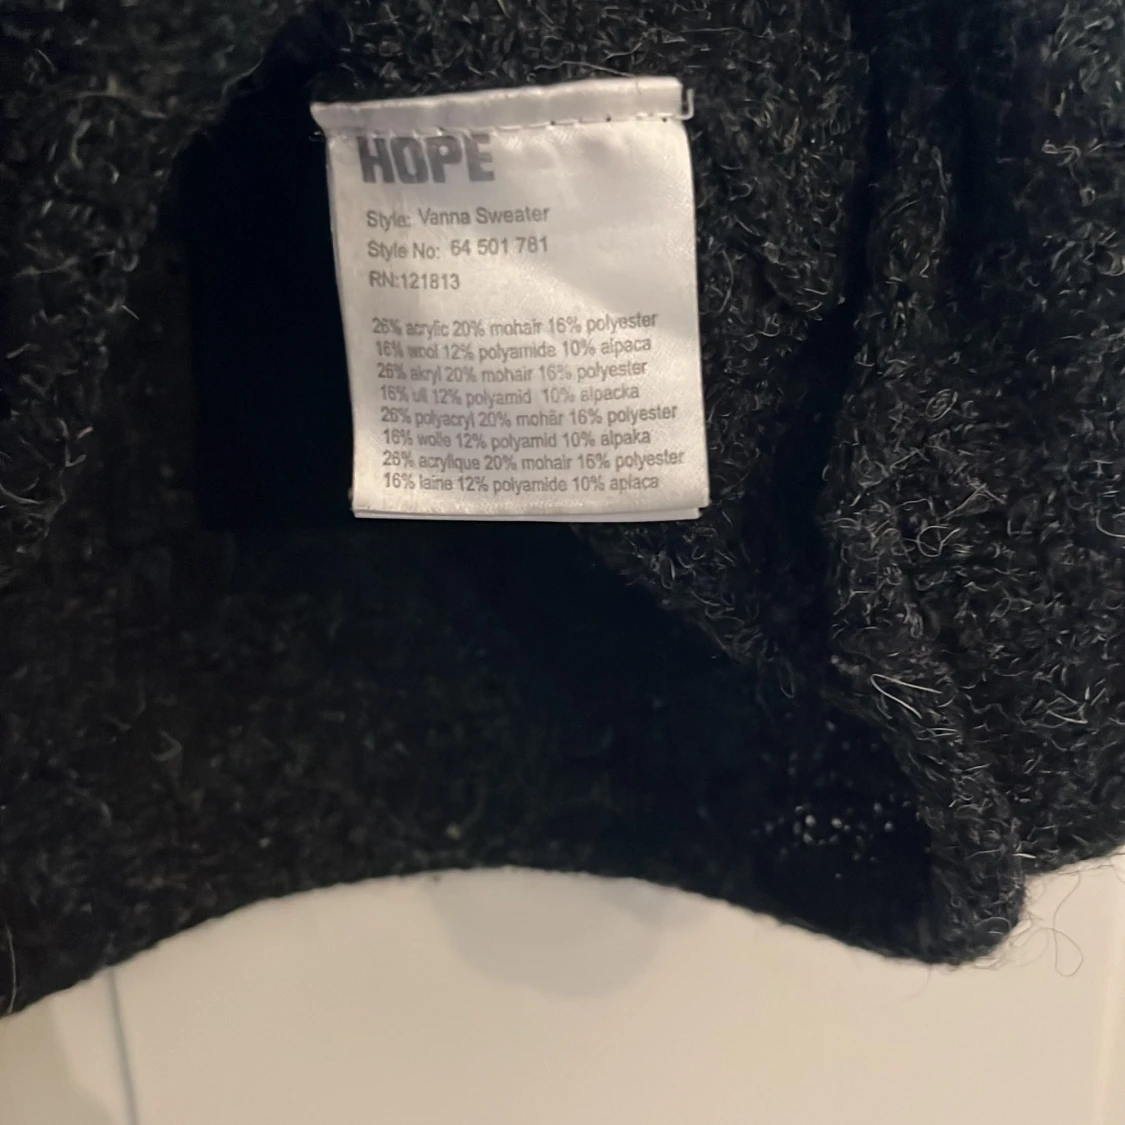 HOPE
Style: Vanna Sweater
Style No: 64 501 781
RN:121813
26% acrylic 20% mohair 16% polyester
16% wool 12% polyamide 10% alpaca
26% akryl 20% mohair 16% polyester
16% ull 12% polyamid 10% alpacka
26% polyacryl 20% mohär 16% polyester
16% wolle 12% polyamid 10% alpaka
26% acrylique 20% mohair 16% polyester
16% laine 12% polyamide 10% aplaca